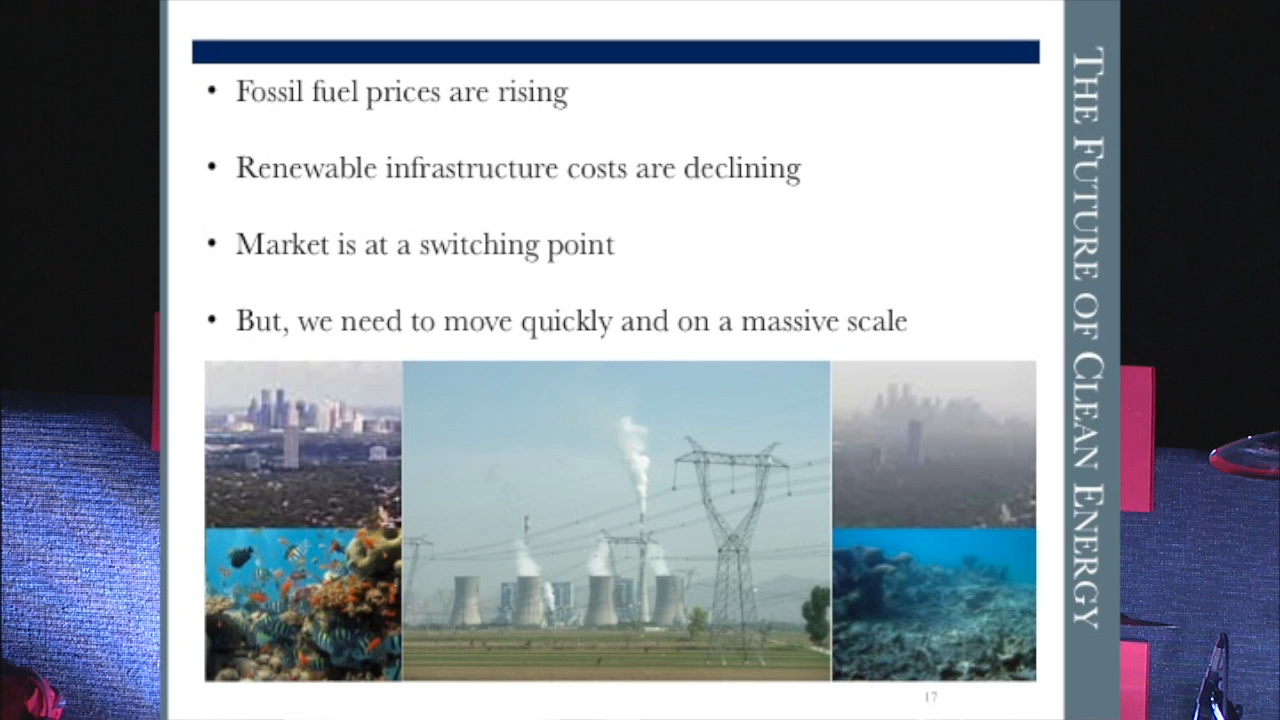 • Fossil fuel prices are rising
• Renewable infrastructure costs are declining
• Market is at a switching point
• But, we need to move quickly and on a massive scale
THE FUTURE OF CLEAN ENERGY
17